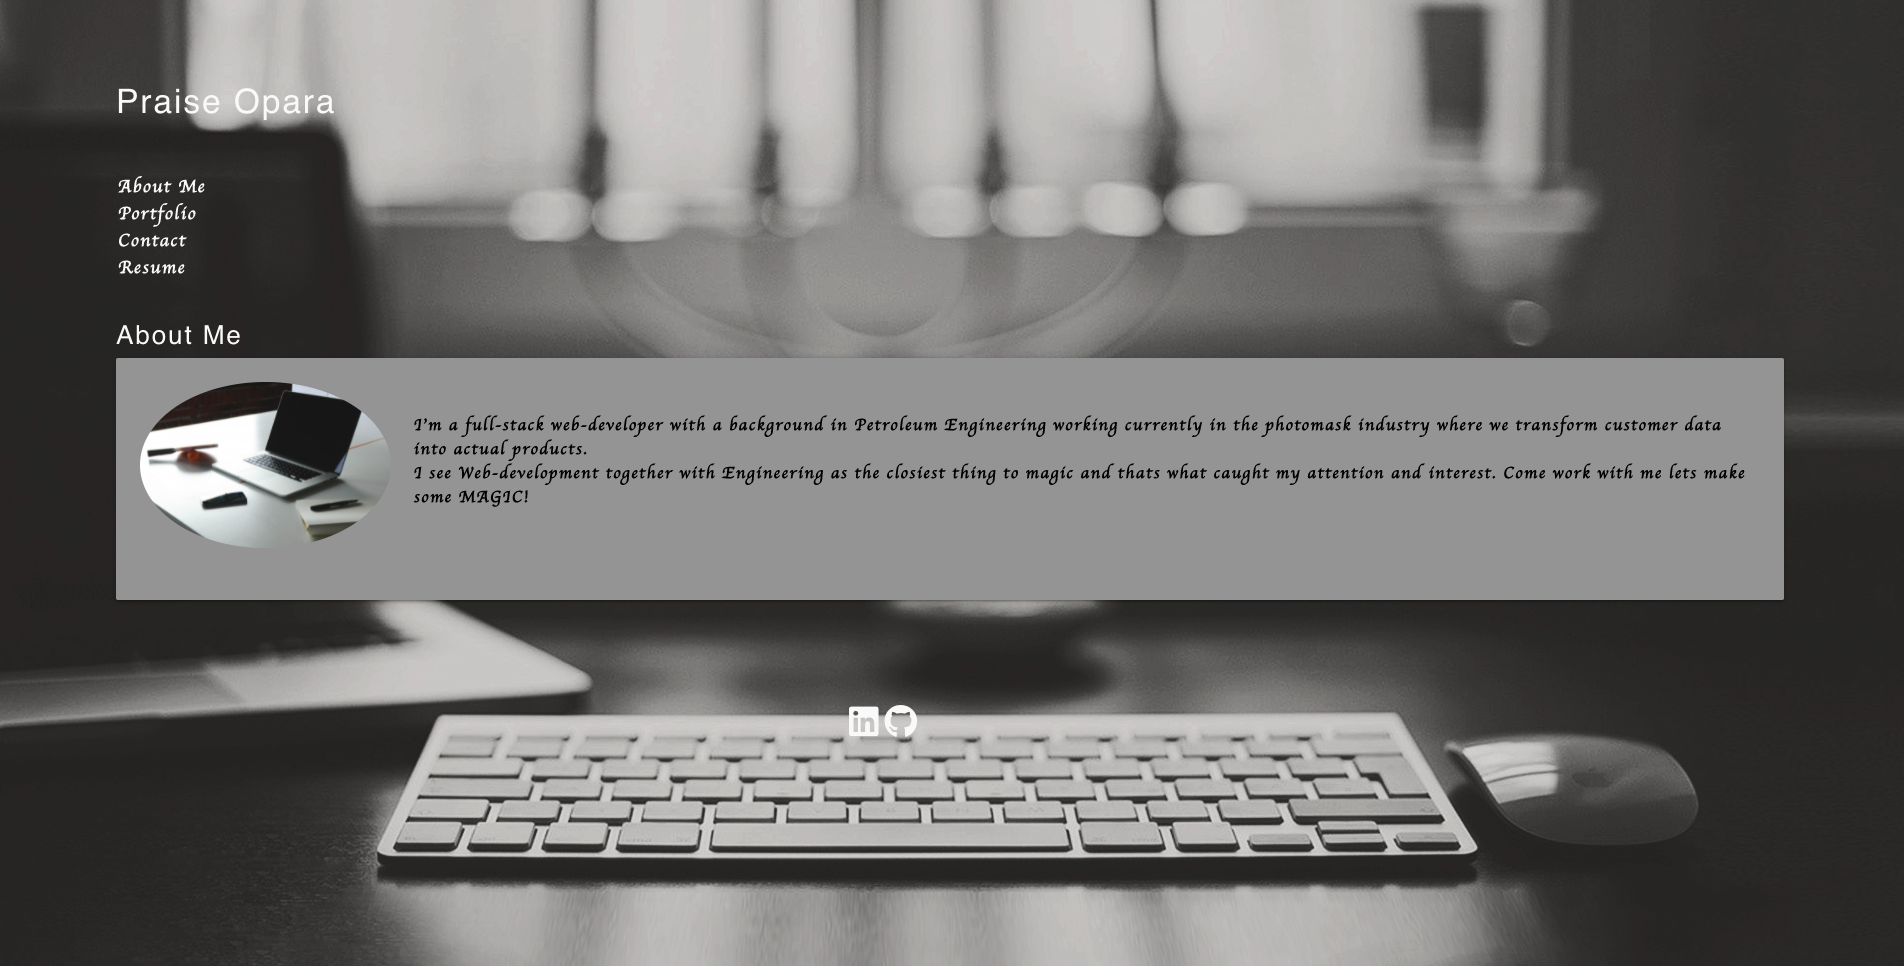 Praise Opara
About Me
Portfolio
Contact
Resume
About Me
I'm a full-stack web-developer with a background in Petroleum Engineering working currently in the photomask industry where we transform customer data
into actual products.
I see Web-development together with Engineering as the closiest thing to magic and thats what caught my attention and interest. Come work with me lets make
some MAGIC!
in